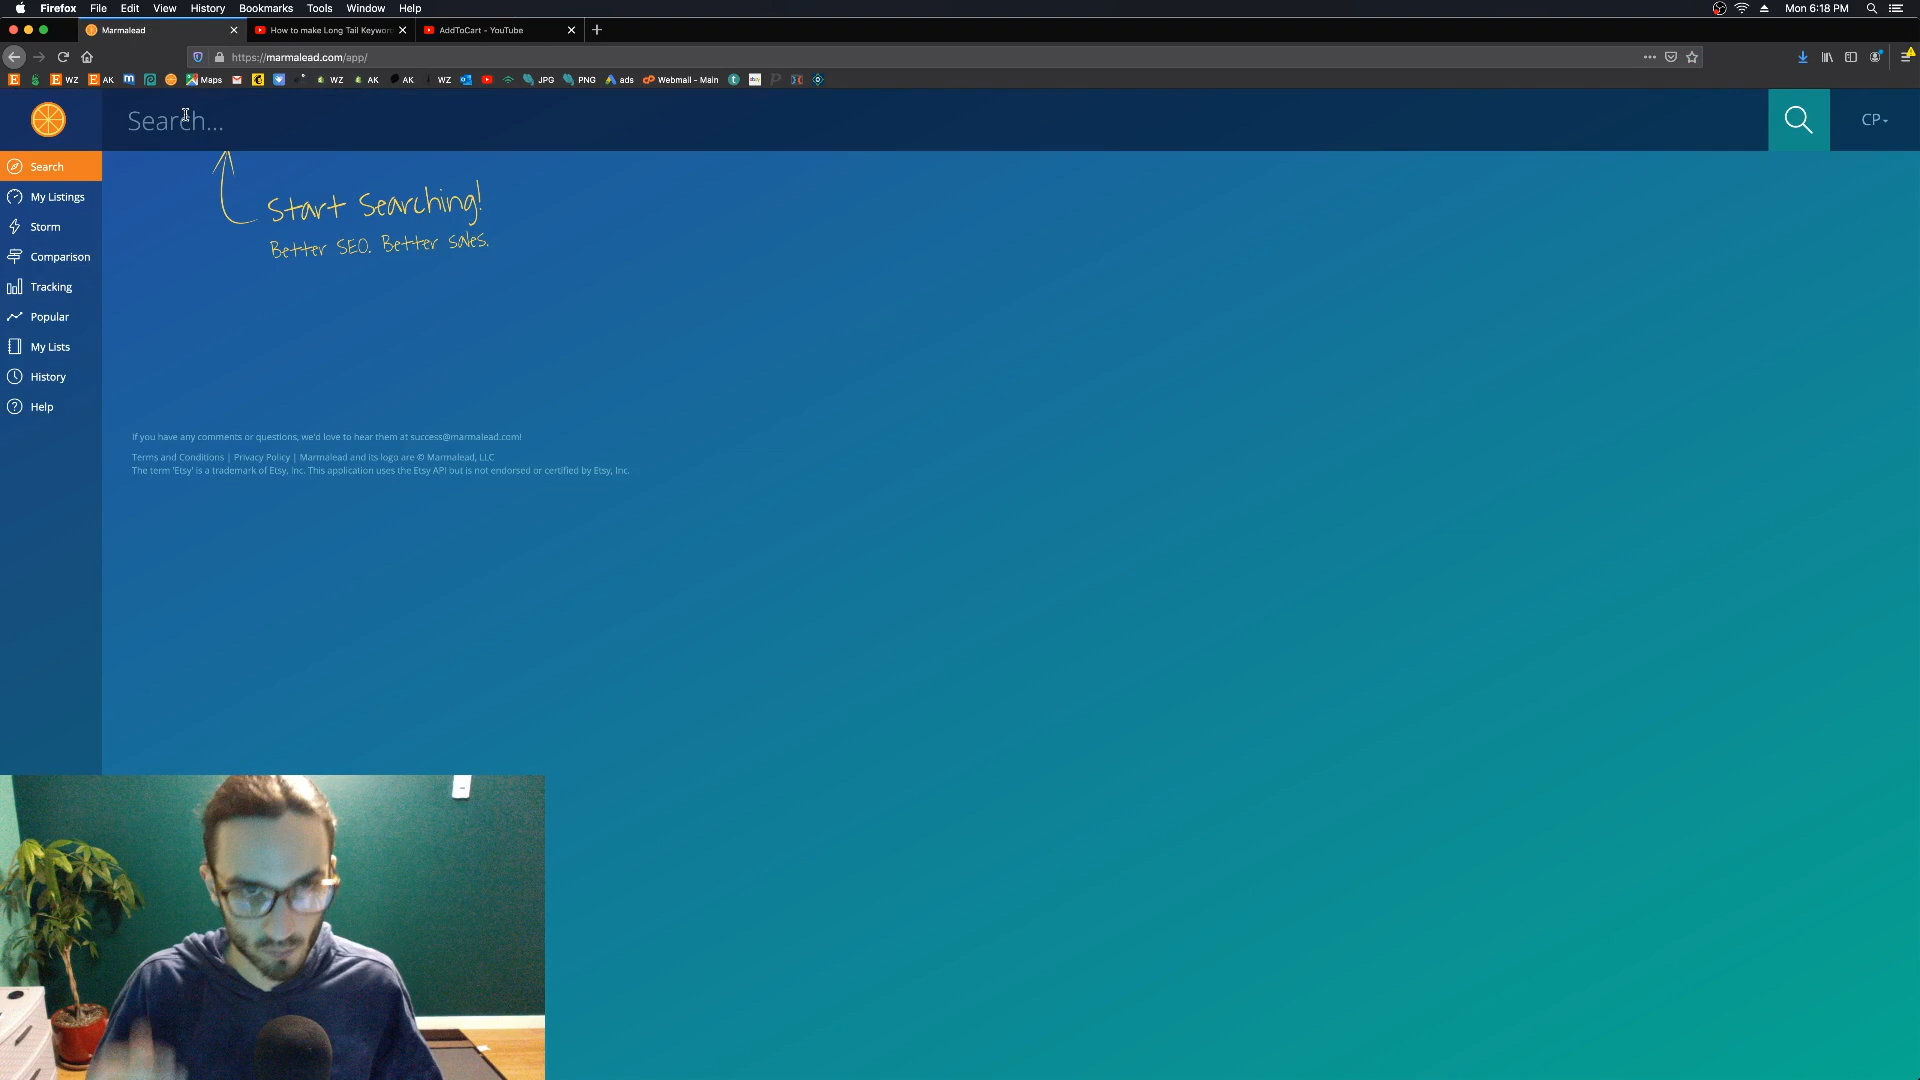 Firefox File Edit View History Bookmarks Tools Window Help Mon 6:18 PM
Marmalead How to make Long Tail Keywor AddToCart - YouTube
https://marmalead.com/app/
WZ AK Maps WZ AK AK WZ JPG PNG ads Webmail - Main
Search... CP
Search
Start Searching!
Better SEO. Better sales.
My Listings
Storm
Comparison
Tracking
Popular
My Lists
History
Help
If you have any comments or questions, we'd love to hear them at success@marmalead.com!
Terms and Conditions | Privacy Policy | Marmalead and its logo are © Marmalead, LLC
The term 'Etsy' is a trademark of Etsy, Inc. This application uses the Etsy API but is not endorsed or certified by Etsy, Inc.